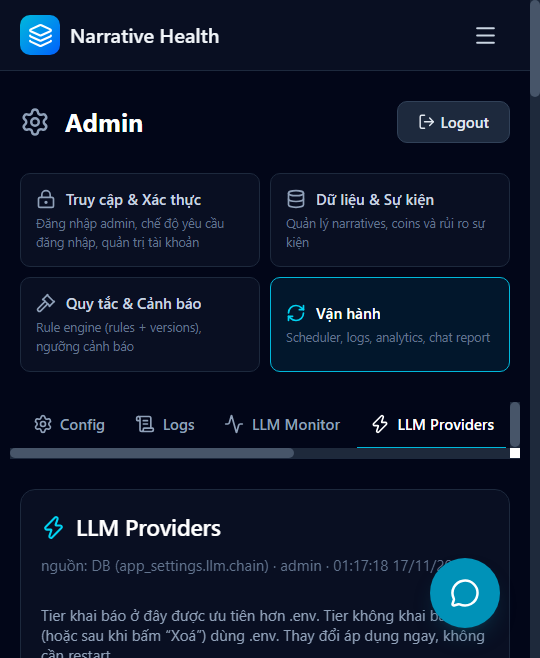 Narrative Health
Admin
Logout
Truy cập & Xác thực
Đăng nhập admin, chế độ yêu cầu
đăng nhập, quản trị tài khoản
Dữ liệu & Sự kiện
Quản lý narratives, coins và rủi ro sự
kiện
Quy tắc & Cảnh báo
Rule engine (rules + versions),
ngưỡng cảnh báo
Vận hành
Scheduler, logs, analytics, chat report
Config
Logs
LLM Monitor
LLM Providers
LLM Providers
nguồn: DB (app_settings.llm.chain) · admin · 01:17:18 17/11/
Tier khai báo ở đây được ưu tiên hơn .env. Tier không khai
(hoặc sau khi bấm “Xoá”) dùng .env. Thay đổi áp dụng ngay, không
cần restart